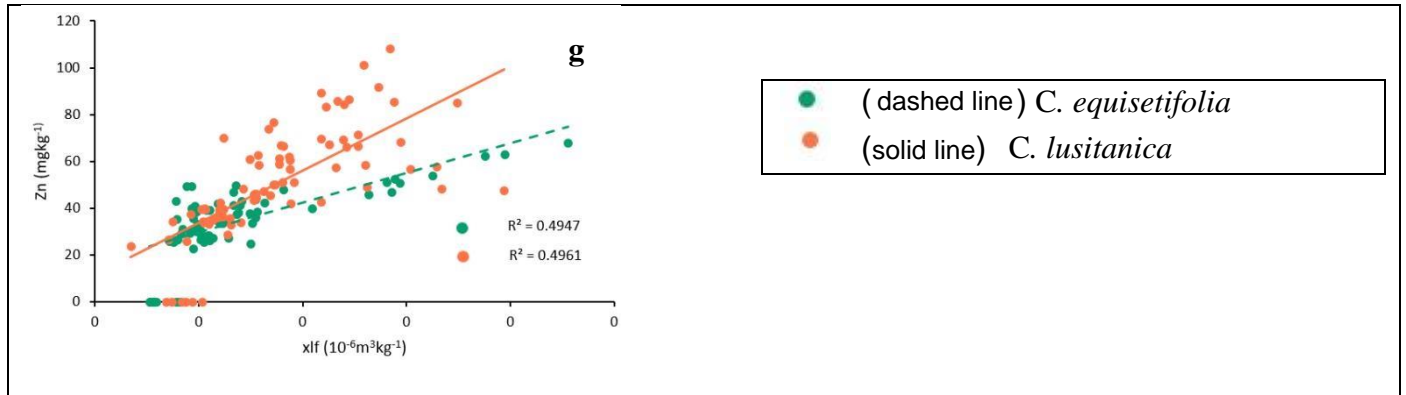 120
100
80
60
40
20
0
Zn (mgkg⁻¹)
g
R² = 0.4947
R² = 0.4961
0 0 0 0 0 0
xlf (10⁻⁶m³kg⁻¹)
( dashed line ) C. equisetifolia
(solid line) C. lusitanica